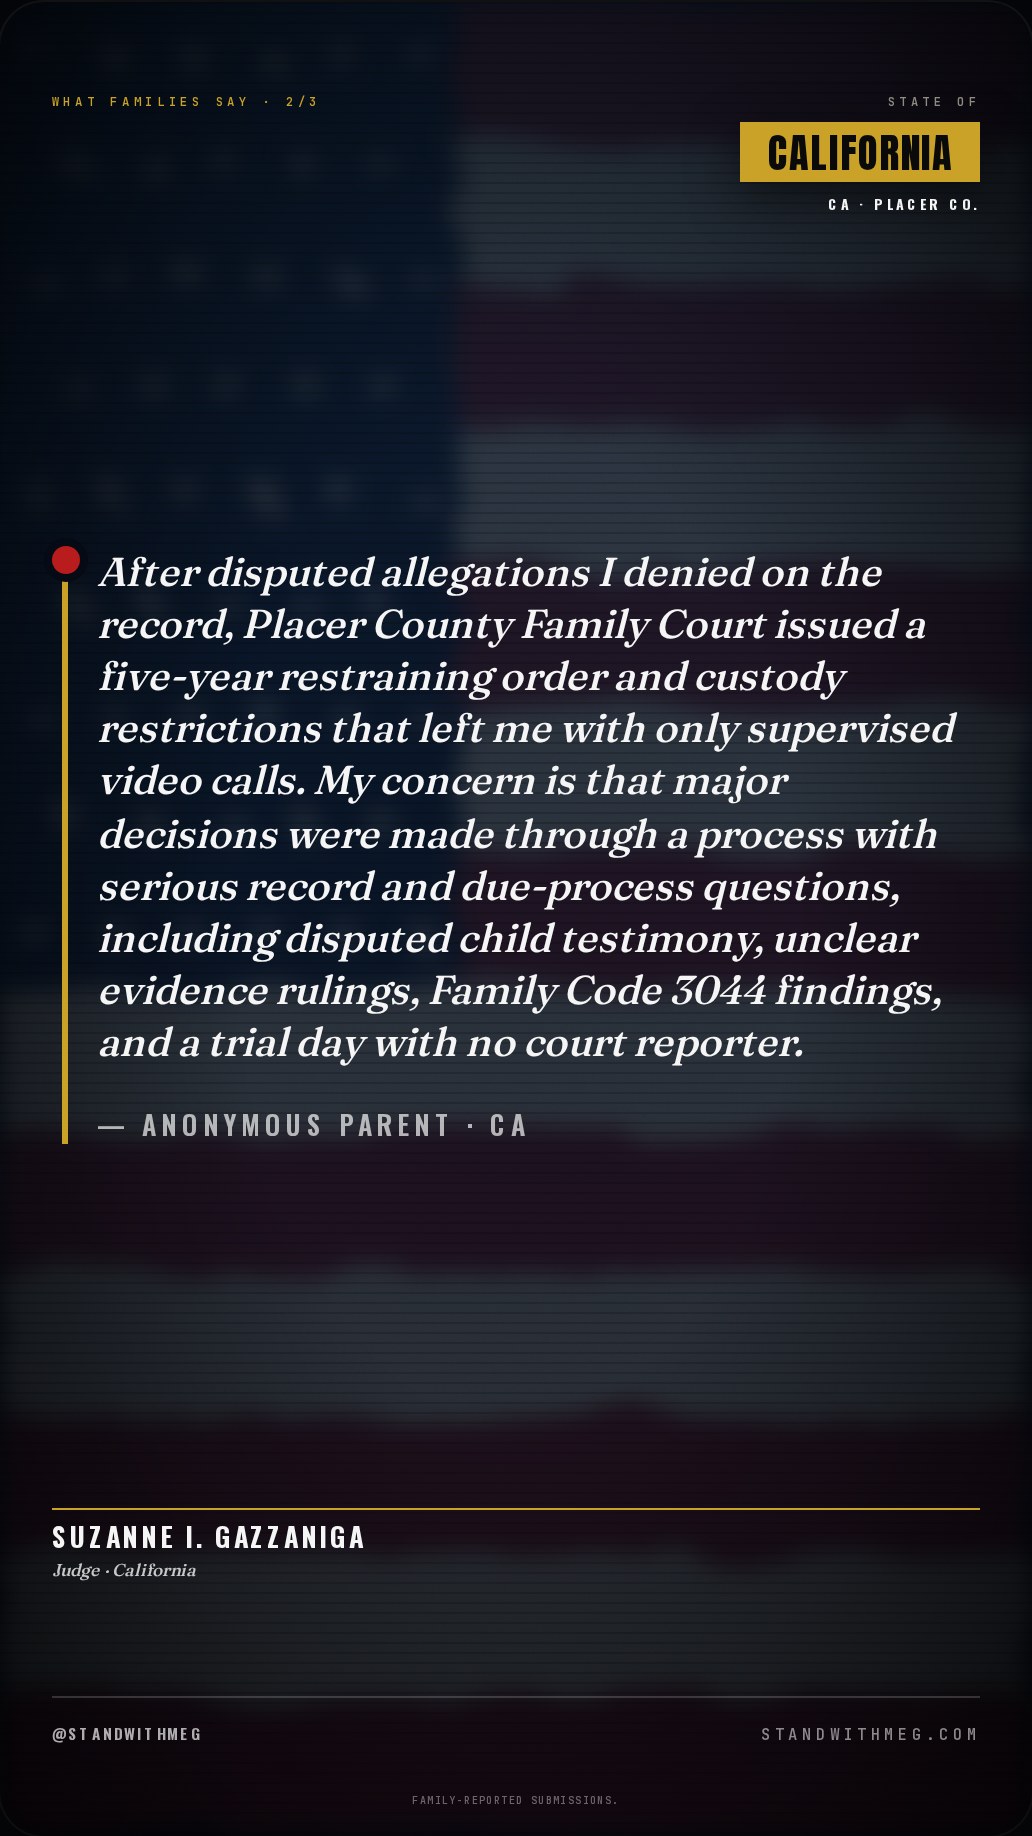 WHAT FAMILIES SAY · 2/3
STATE OF
CALIFORNIA
CA · PLACER CO.
After disputed allegations I denied on the
record, Placer County Family Court issued a
five-year restraining order and custody
restrictions that left me with only supervised
video calls. My concern is that major
decisions were made through a process with
serious record and due-process questions,
including disputed child testimony, unclear
evidence rulings, Family Code 3044 findings,
and a trial day with no court reporter.
— ANONYMOUS PARENT · CA
SUZANNE I. GAZZANIGA
Judge · California
@STANDWITHMEG
STANDWITHMEG.COM
FAMILY-REPORTED SUBMISSIONS.